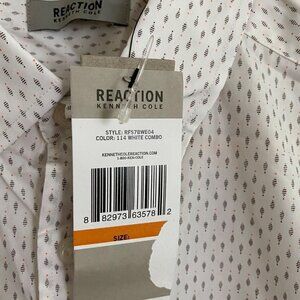 REACTION
KENNETH COLE
REACTION
KENNETH COLE
STYLE: RFS78WE04
COLOR: 114 WHITE COMBO
KENNETHCOLEREACTION.COM
1-800-KEN-COLE
8 82973 63578 2
SIZE: